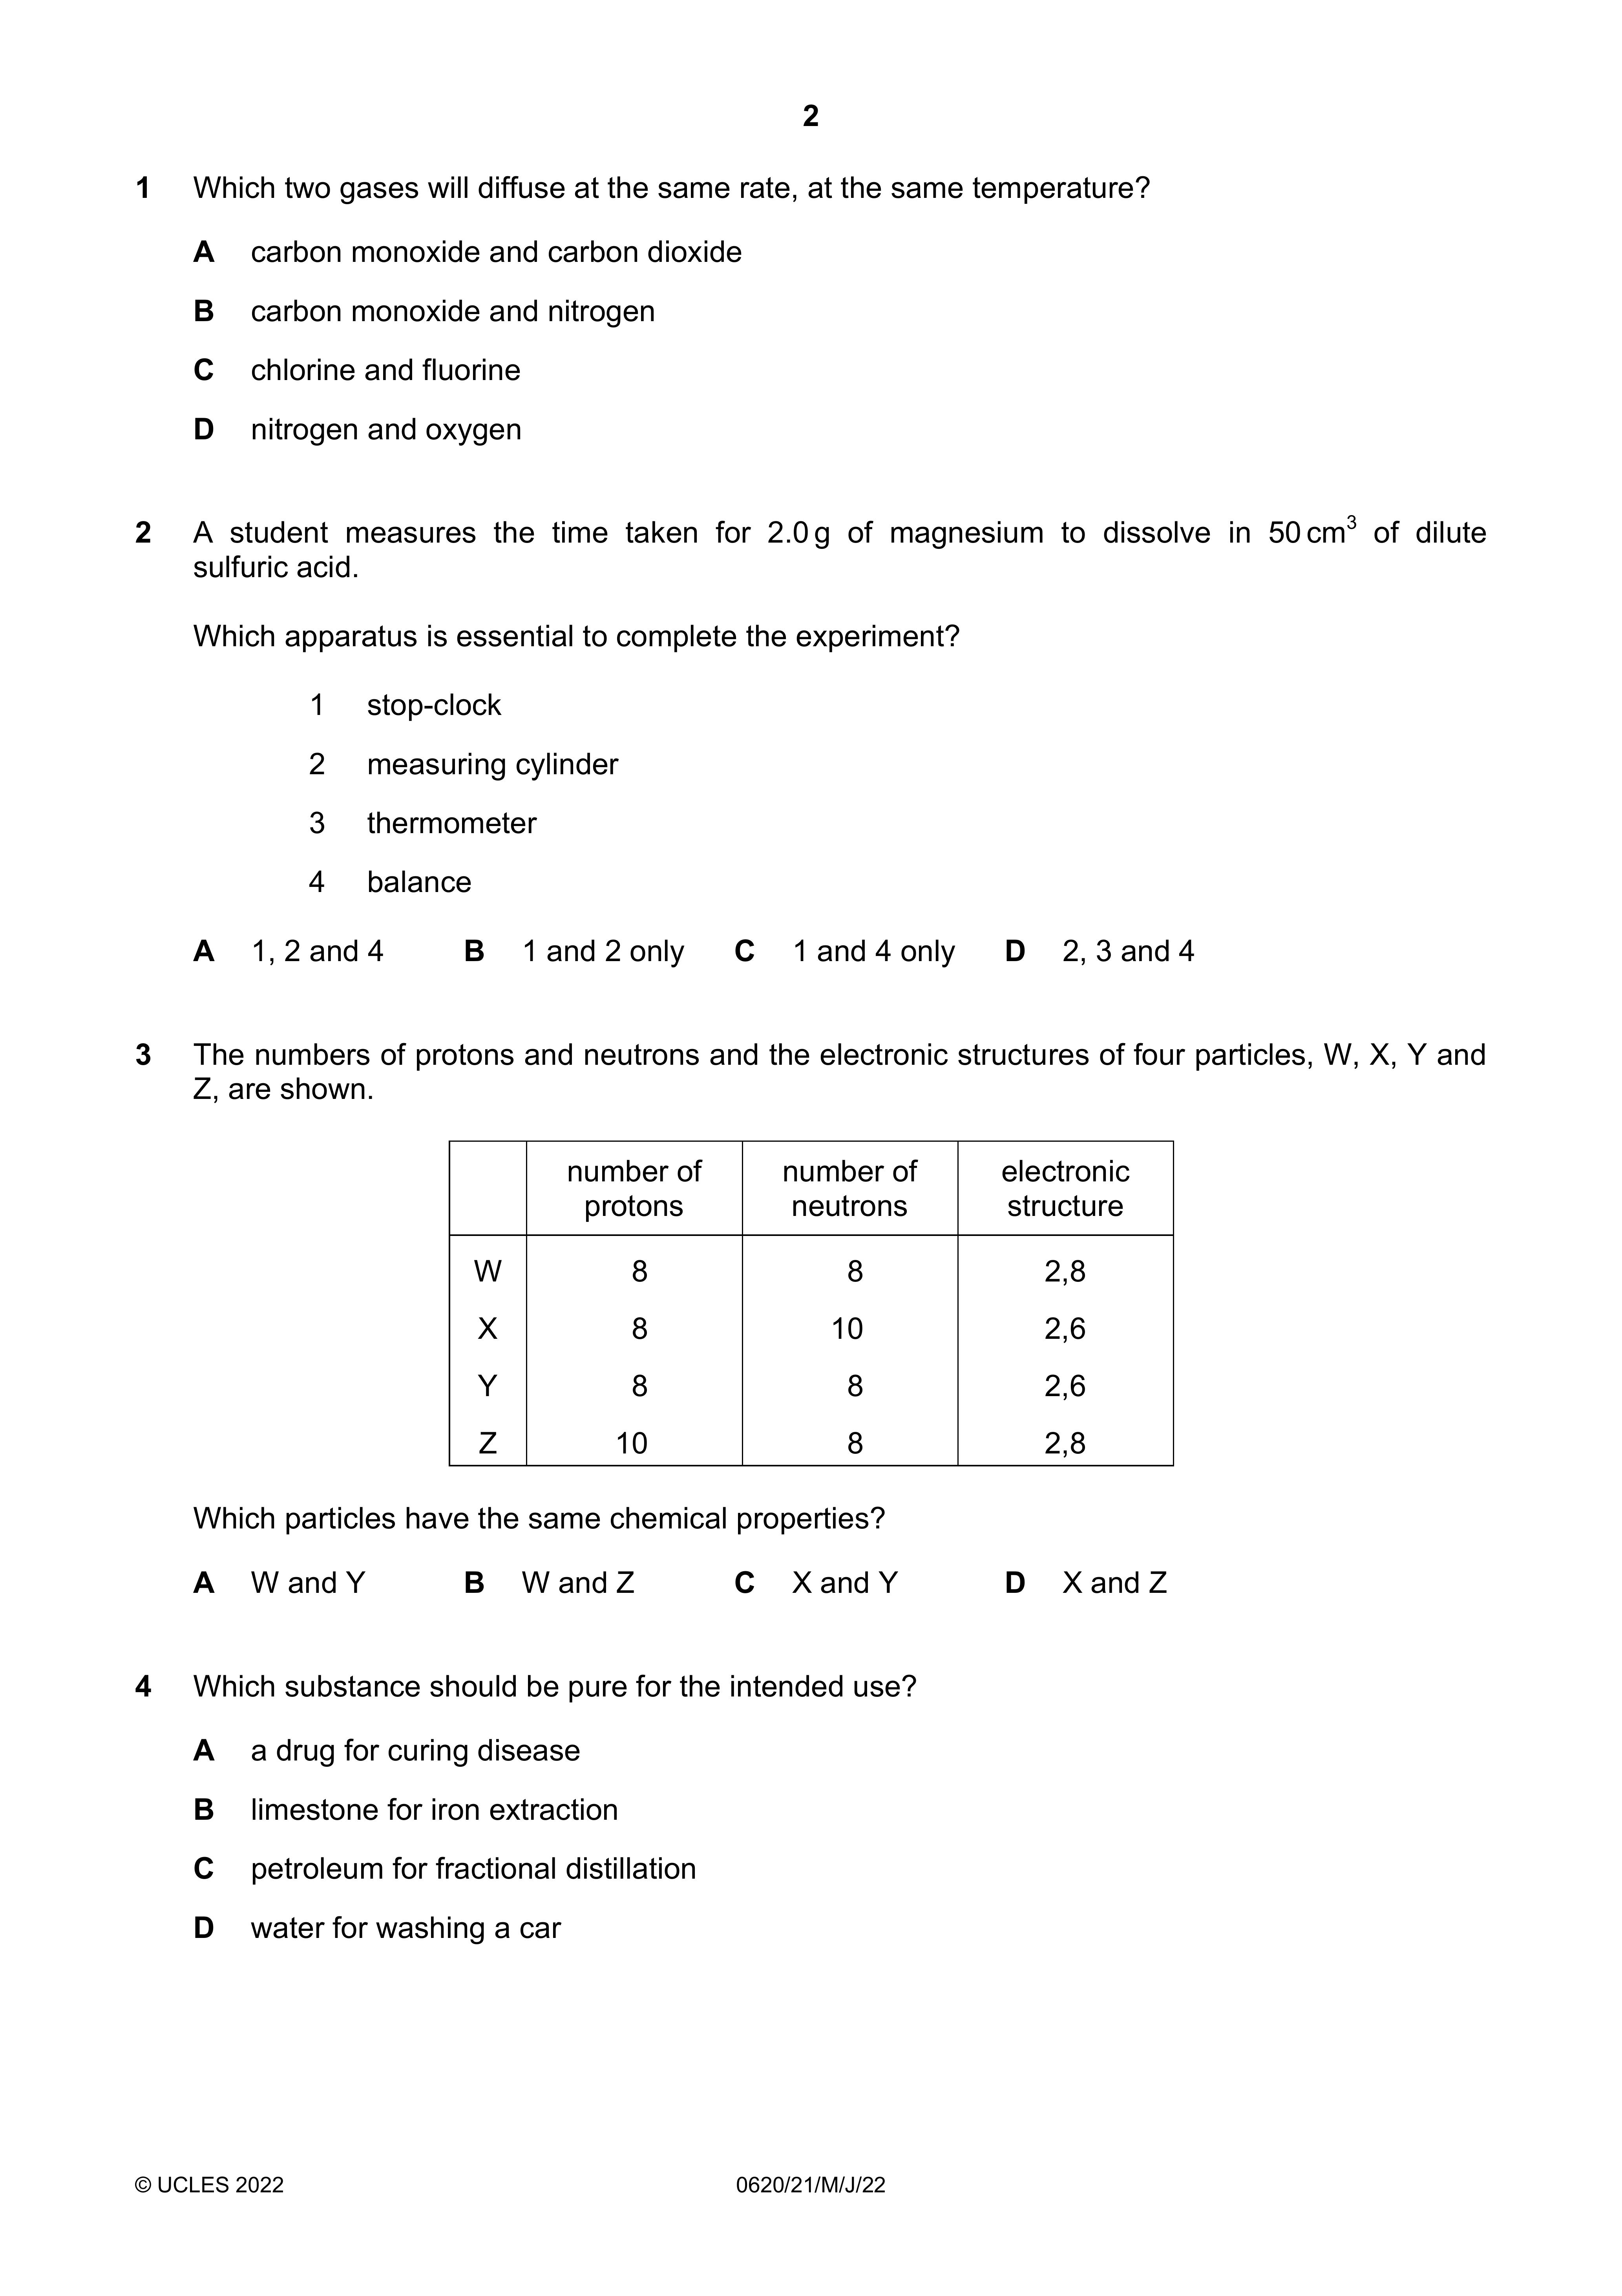 2
1 Which two gases will diffuse at the same rate, at the same temperature?
A carbon monoxide and carbon dioxide
B carbon monoxide and nitrogen
C chlorine and fluorine
D nitrogen and oxygen
2 A student measures the time taken for 2.0 g of magnesium to dissolve in 50 cm³ of dilute
sulfuric acid.
Which apparatus is essential to complete the experiment?
1 stop-clock
2 measuring cylinder
3 thermometer
4 balance
A 1, 2 and 4 B 1 and 2 only C 1 and 4 only D 2, 3 and 4
3 The numbers of protons and neutrons and the electronic structures of four particles, W, X, Y and
Z, are shown.
number of number of electronic
protons neutrons structure
W 8 8 2,8
X 8 10 2,6
Y 8 8 2,6
Z 10 8 2,8
Which particles have the same chemical properties?
A W and Y B W and Z C X and Y D X and Z
4 Which substance should be pure for the intended use?
A a drug for curing disease
B limestone for iron extraction
C petroleum for fractional distillation
D water for washing a car
© UCLES 2022 0620/21/M/J/22